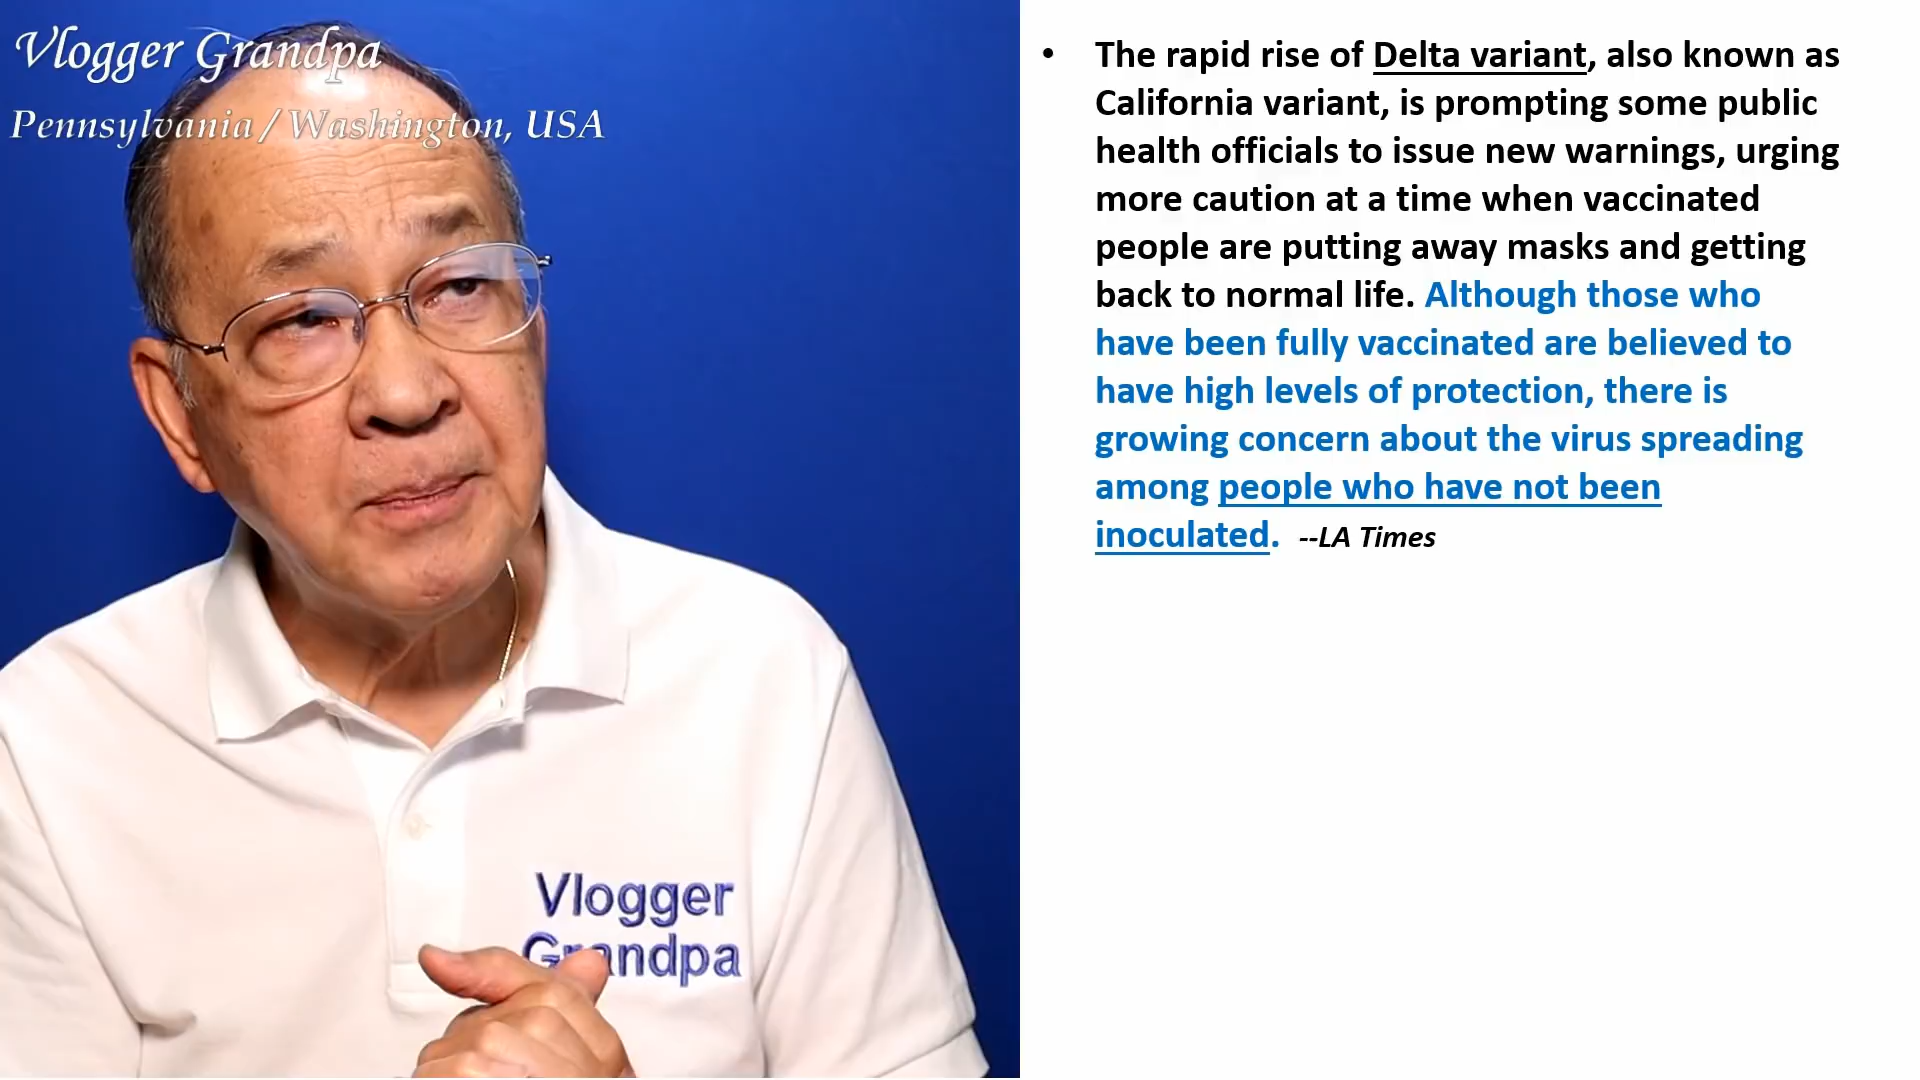 Vlogger Grandpa
Pennsylvania / Washington, USA
• The rapid rise of Delta variant, also known as
California variant, is prompting some public
health officials to issue new warnings, urging
more caution at a time when vaccinated
people are putting away masks and getting
back to normal life. Although those who
have been fully vaccinated are believed to
have high levels of protection, there is
growing concern about the virus spreading
among people who have not been
inoculated. --LA Times
Vlogger
Grandpa